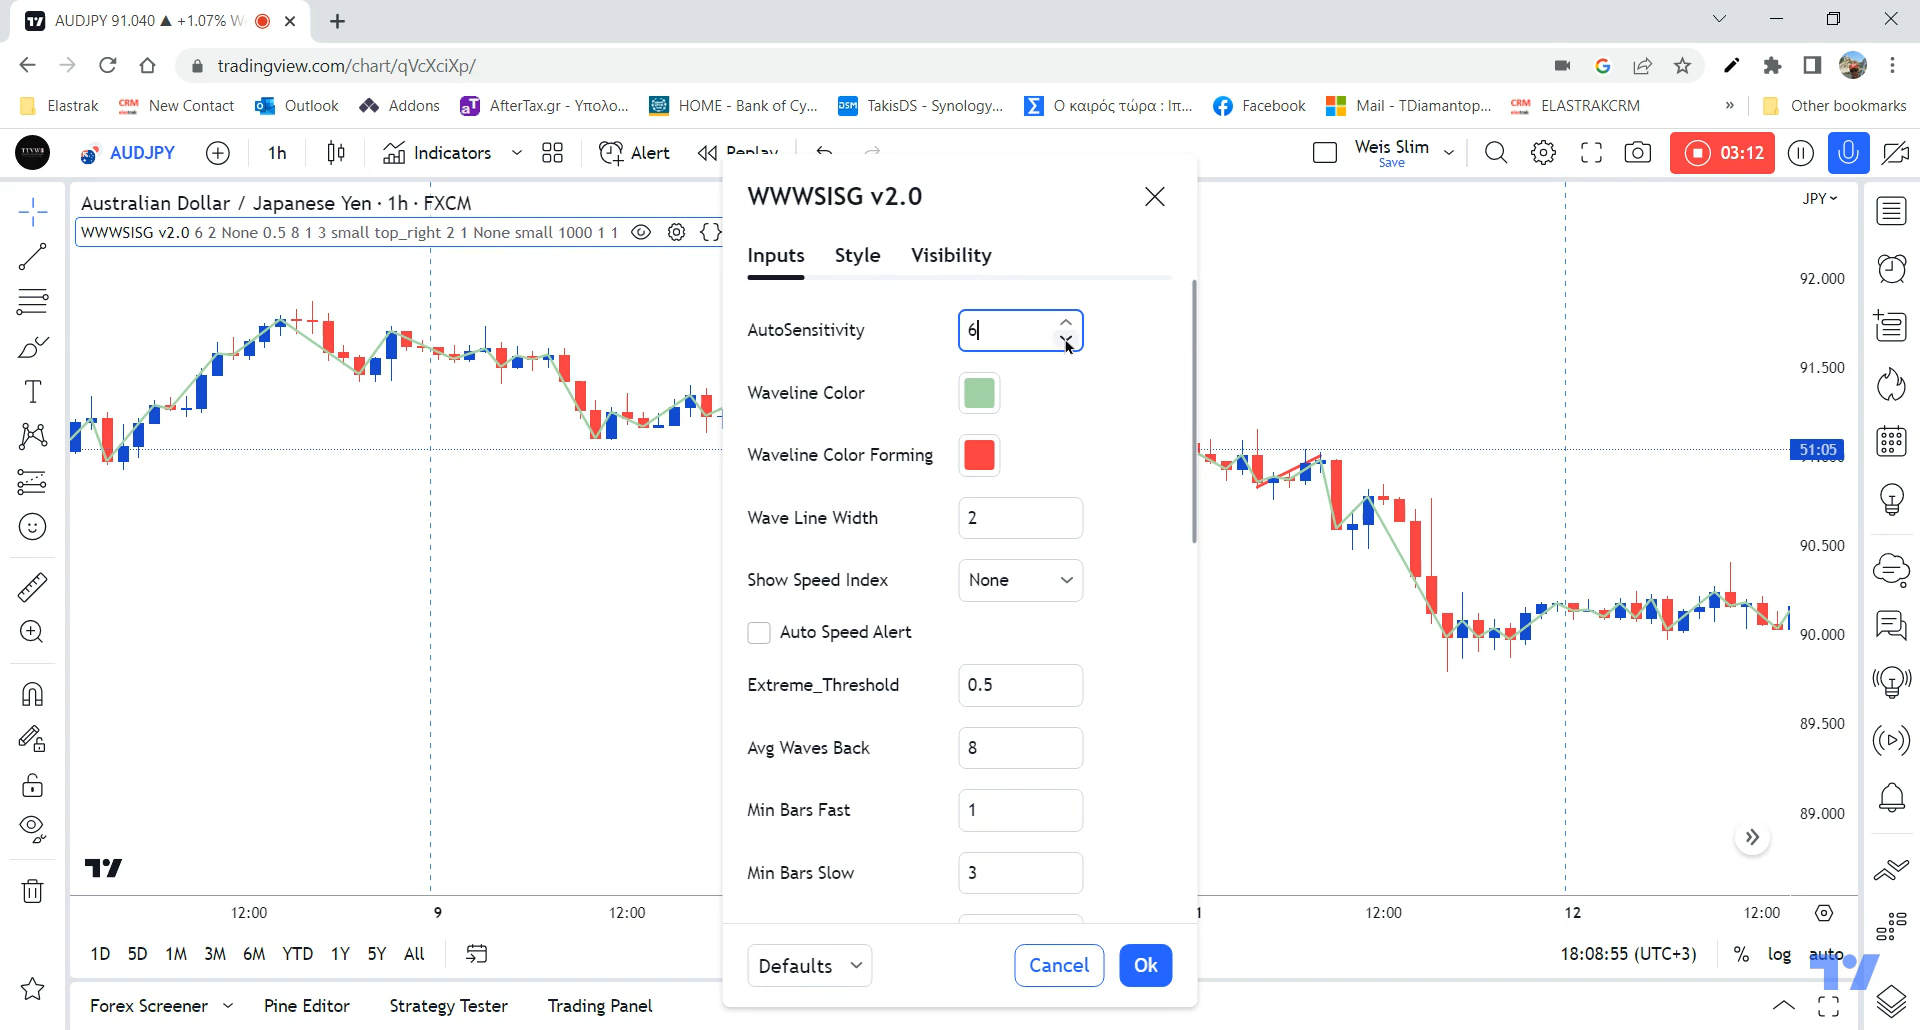 AUDJPY 91.040 ▲ +1.07% W
tradingview.com/chart/qVcXciXp/
Elastrak
CRM New Contact
Outlook
Addons
AfterTax.gr - Υπολο...
HOME - Bank of Cy...
DSM TakisDS - Synology...
Ο καιρός τώρα : Ιπ...
Facebook
Mail - TDiamantop...
CRM ELASTRAKCRM
»
Other bookmarks
AUDJPY
1h
Indicators
Alert
Replay
Weis Slim
Save
03:12
Australian Dollar / Japanese Yen · 1h · FXCM
WWWSISG v2.0 6 2 None 0.5 8 1 3 small top_right 2 1 None small 1000 1 1
JPY
92.000
91.500
51:05
90.500
90.000
89.500
89.000
WWWSISG v2.0
Inputs Style Visibility
AutoSensitivity 6
Waveline Color
Waveline Color Forming
Wave Line Width 2
Show Speed Index None
Auto Speed Alert
Extreme_Threshold 0.5
Avg Waves Back 8
Min Bars Fast 1
Min Bars Slow 3
Defaults Cancel Ok
12:00 9 12:00 1 12:00 12 12:00
1D 5D 1M 3M 6M YTD 1Y 5Y All
18:08:55 (UTC+3) % log auto
Forex Screener Pine Editor Strategy Tester Trading Panel